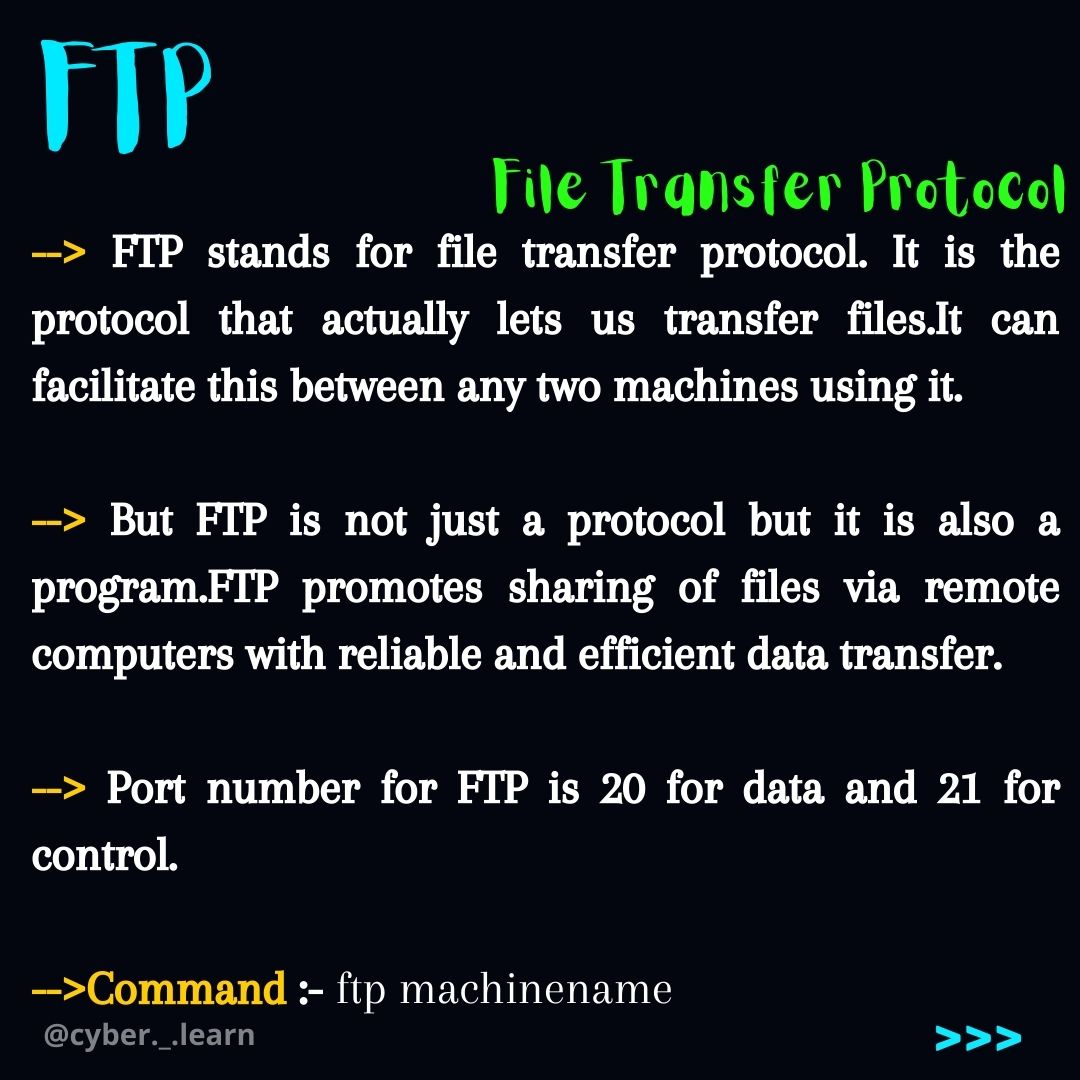 FTP
File Transfer Protocol
--> FTP stands for file transfer protocol. It is the
protocol that actually lets us transfer files.It can
facilitate this between any two machines using it.
--> But FTP is not just a protocol but it is also a
program.FTP promotes sharing of files via remote
computers with reliable and efficient data transfer.
--> Port number for FTP is 20 for data and 21 for
control.
-->Command :- ftp machinename
@cyber._.learn
>>>